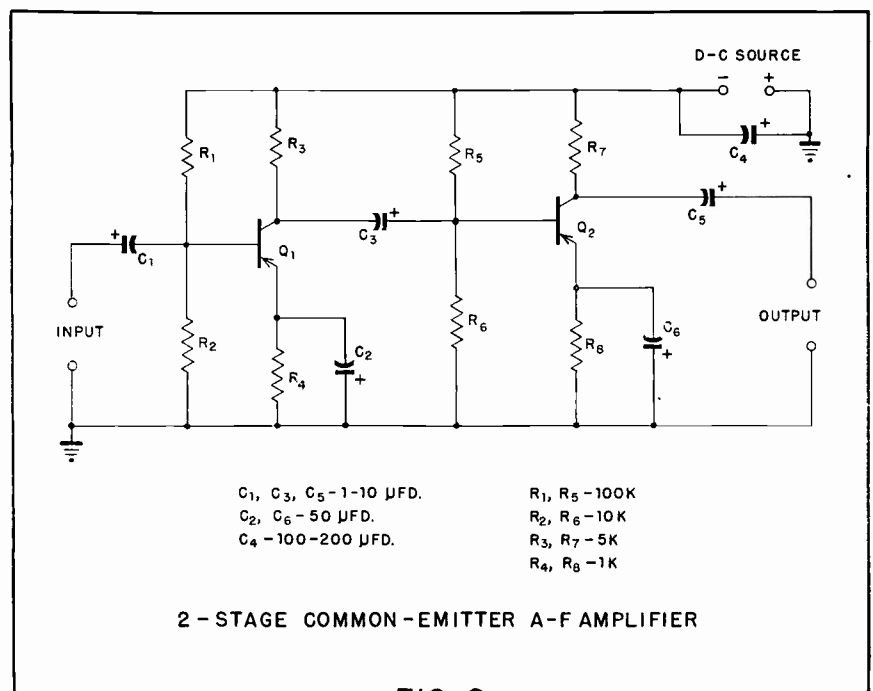 D-C SOURCE
- +
R1
R3
R5
R7
+
C4
+ C1
Q1
C3 +
Q2
C5 +
INPUT
R2
R4
C2
+
R6
R8
C6
+
OUTPUT
C1, C3, C5-1-10 µFD.
C2, C6-50 µFD.
C4-100-200 µFD.
R1, R5-100K
R2, R6-10K
R3, R7-5K
R4, R8-1K
2-STAGE COMMON-EMITTER A-F AMPLIFIER